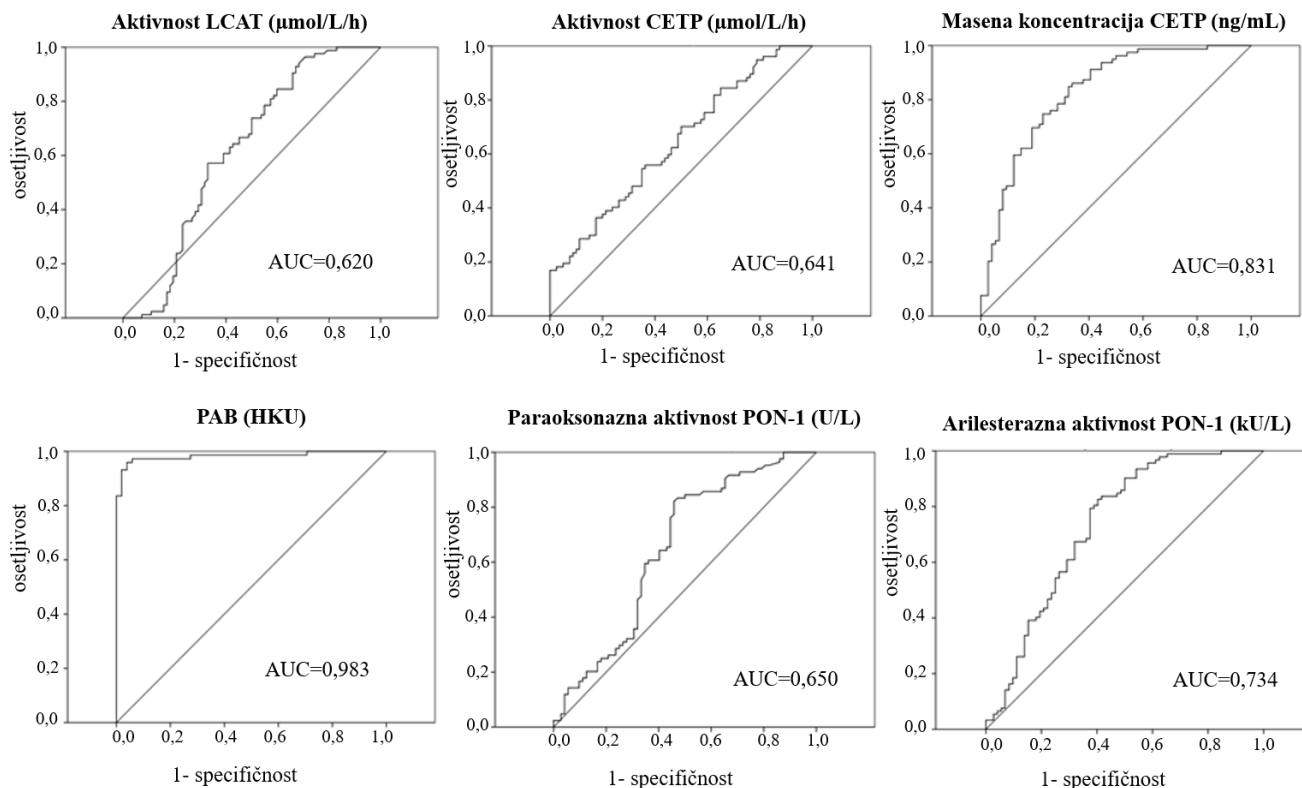 Aktivnost LCAT (µmol/L/h)
1,0
0,8
0,6
0,4
0,2
0,0
osetljivost
AUC=0,620
0,0 0,2 0,4 0,6 0,8 1,0
1- specifičnost
Aktivnost CETP (µmol/L/h)
1,0
0,8
0,6
0,4
0,2
0,0
osetljivost
AUC=0,641
0,0 0,2 0,4 0,6 0,8 1,0
1- specifičnost
Masena koncentracija CETP (ng/mL)
1,0
0,8
0,6
0,4
0,2
0,0
osetljivost
AUC=0,831
0,0 0,2 0,4 0,6 0,8 1,0
1- specifičnost
PAB (HKU)
1,0
0,8
0,6
0,4
0,2
0,0
osetljivost
AUC=0,983
0,0 0,2 0,4 0,6 0,8 1,0
1- specifičnost
Paraoksonazna aktivnost PON-1 (U/L)
1,0
0,8
0,6
0,4
0,2
0,0
osetljivost
AUC=0,650
0,0 0,2 0,4 0,6 0,8 1,0
1- specifičnost
Arilesterazna aktivnost PON-1 (kU/L)
1,0
0,8
0,6
0,4
0,2
0,0
osetljivost
AUC=0,734
0,0 0,2 0,4 0,6 0,8 1,0
1- specifičnost